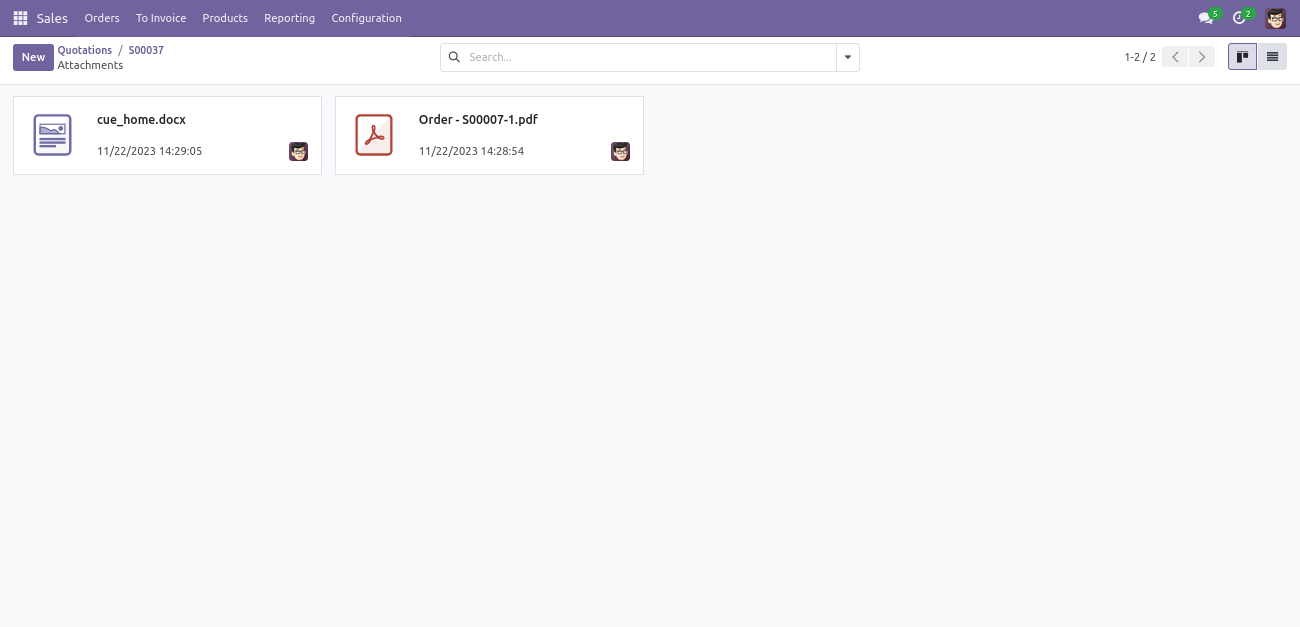 Sales Orders To Invoice Products Reporting Configuration 5 2
New Quotations / S00037
Attachments
Search...
1-2 / 2
cue_home.docx
11/22/2023 14:29:05
Order - S00007-1.pdf
11/22/2023 14:28:54